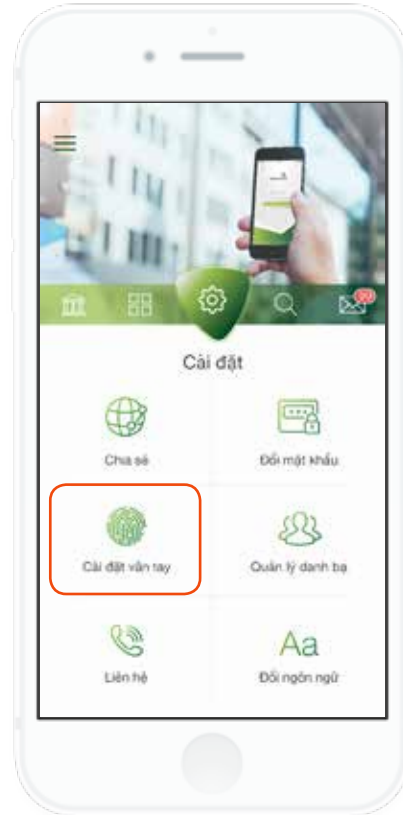 Cài đặt
Chia sẻ
Đổi mật khẩu
Cài đặt vân tay
Quản lý danh bạ
Liên hệ
Aa
Đổi ngôn ngữ